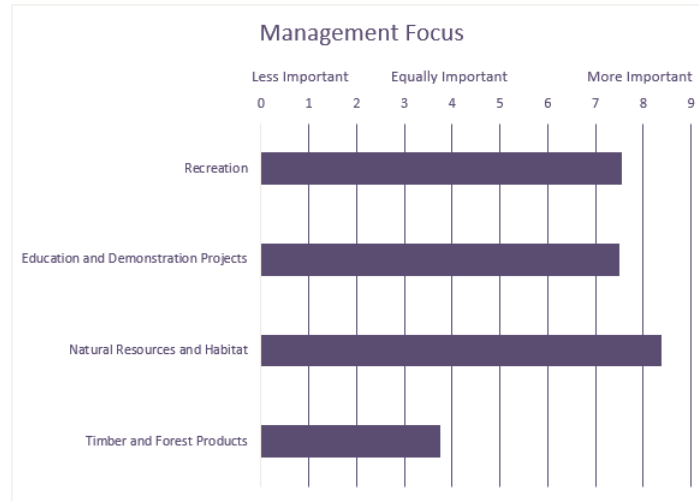 Management Focus
Less Important Equally Important More Important
0 1 2 3 4 5 6 7 8 9
Recreation
Education and Demonstration Projects
Natural Resources and Habitat
Timber and Forest Products